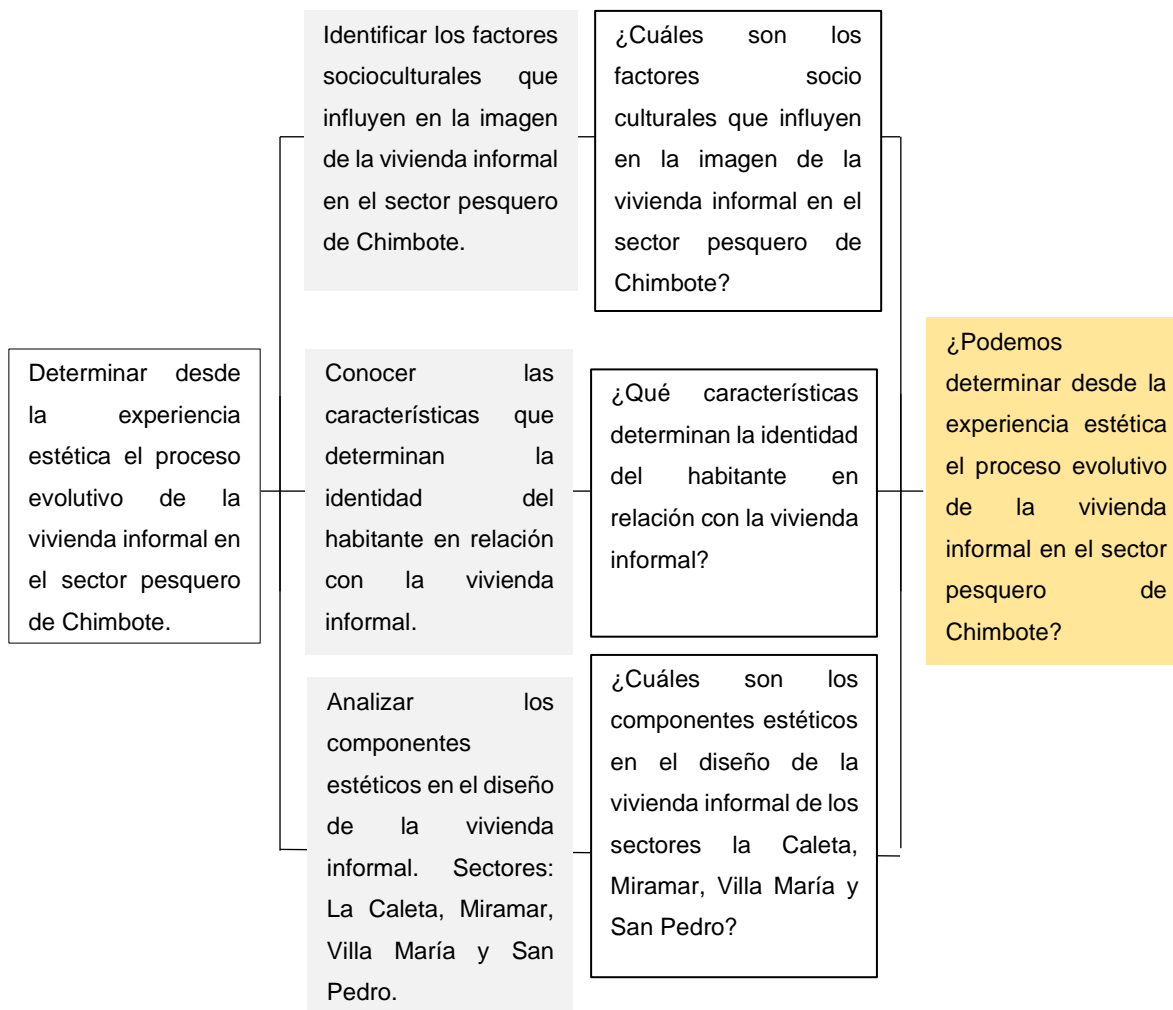 Identificar los factores
socioculturales que
influyen en la imagen
de la vivienda informal
en el sector pesquero
de Chimbote.
¿Cuáles son los
factores socio
culturales que influyen
en la imagen de la
vivienda informal en el
sector pesquero de
Chimbote?
Determinar desde
la experiencia
estética el proceso
evolutivo de la
vivienda informal en
el sector pesquero
de Chimbote.
Conocer las
características que
determinan la
identidad del
habitante en relación
con la vivienda
informal.
¿Qué características
determinan la identidad
del habitante en
relación con la vivienda
informal?
¿Podemos
determinar desde la
experiencia estética
el proceso evolutivo
de la vivienda
informal en el sector
pesquero de
Chimbote?
Analizar los
componentes
estéticos en el diseño
de la vivienda
informal. Sectores:
La Caleta, Miramar,
Villa María y San
Pedro.
¿Cuáles son los
componentes estéticos
en el diseño de la
vivienda informal de los
sectores la Caleta,
Miramar, Villa María y
San Pedro?